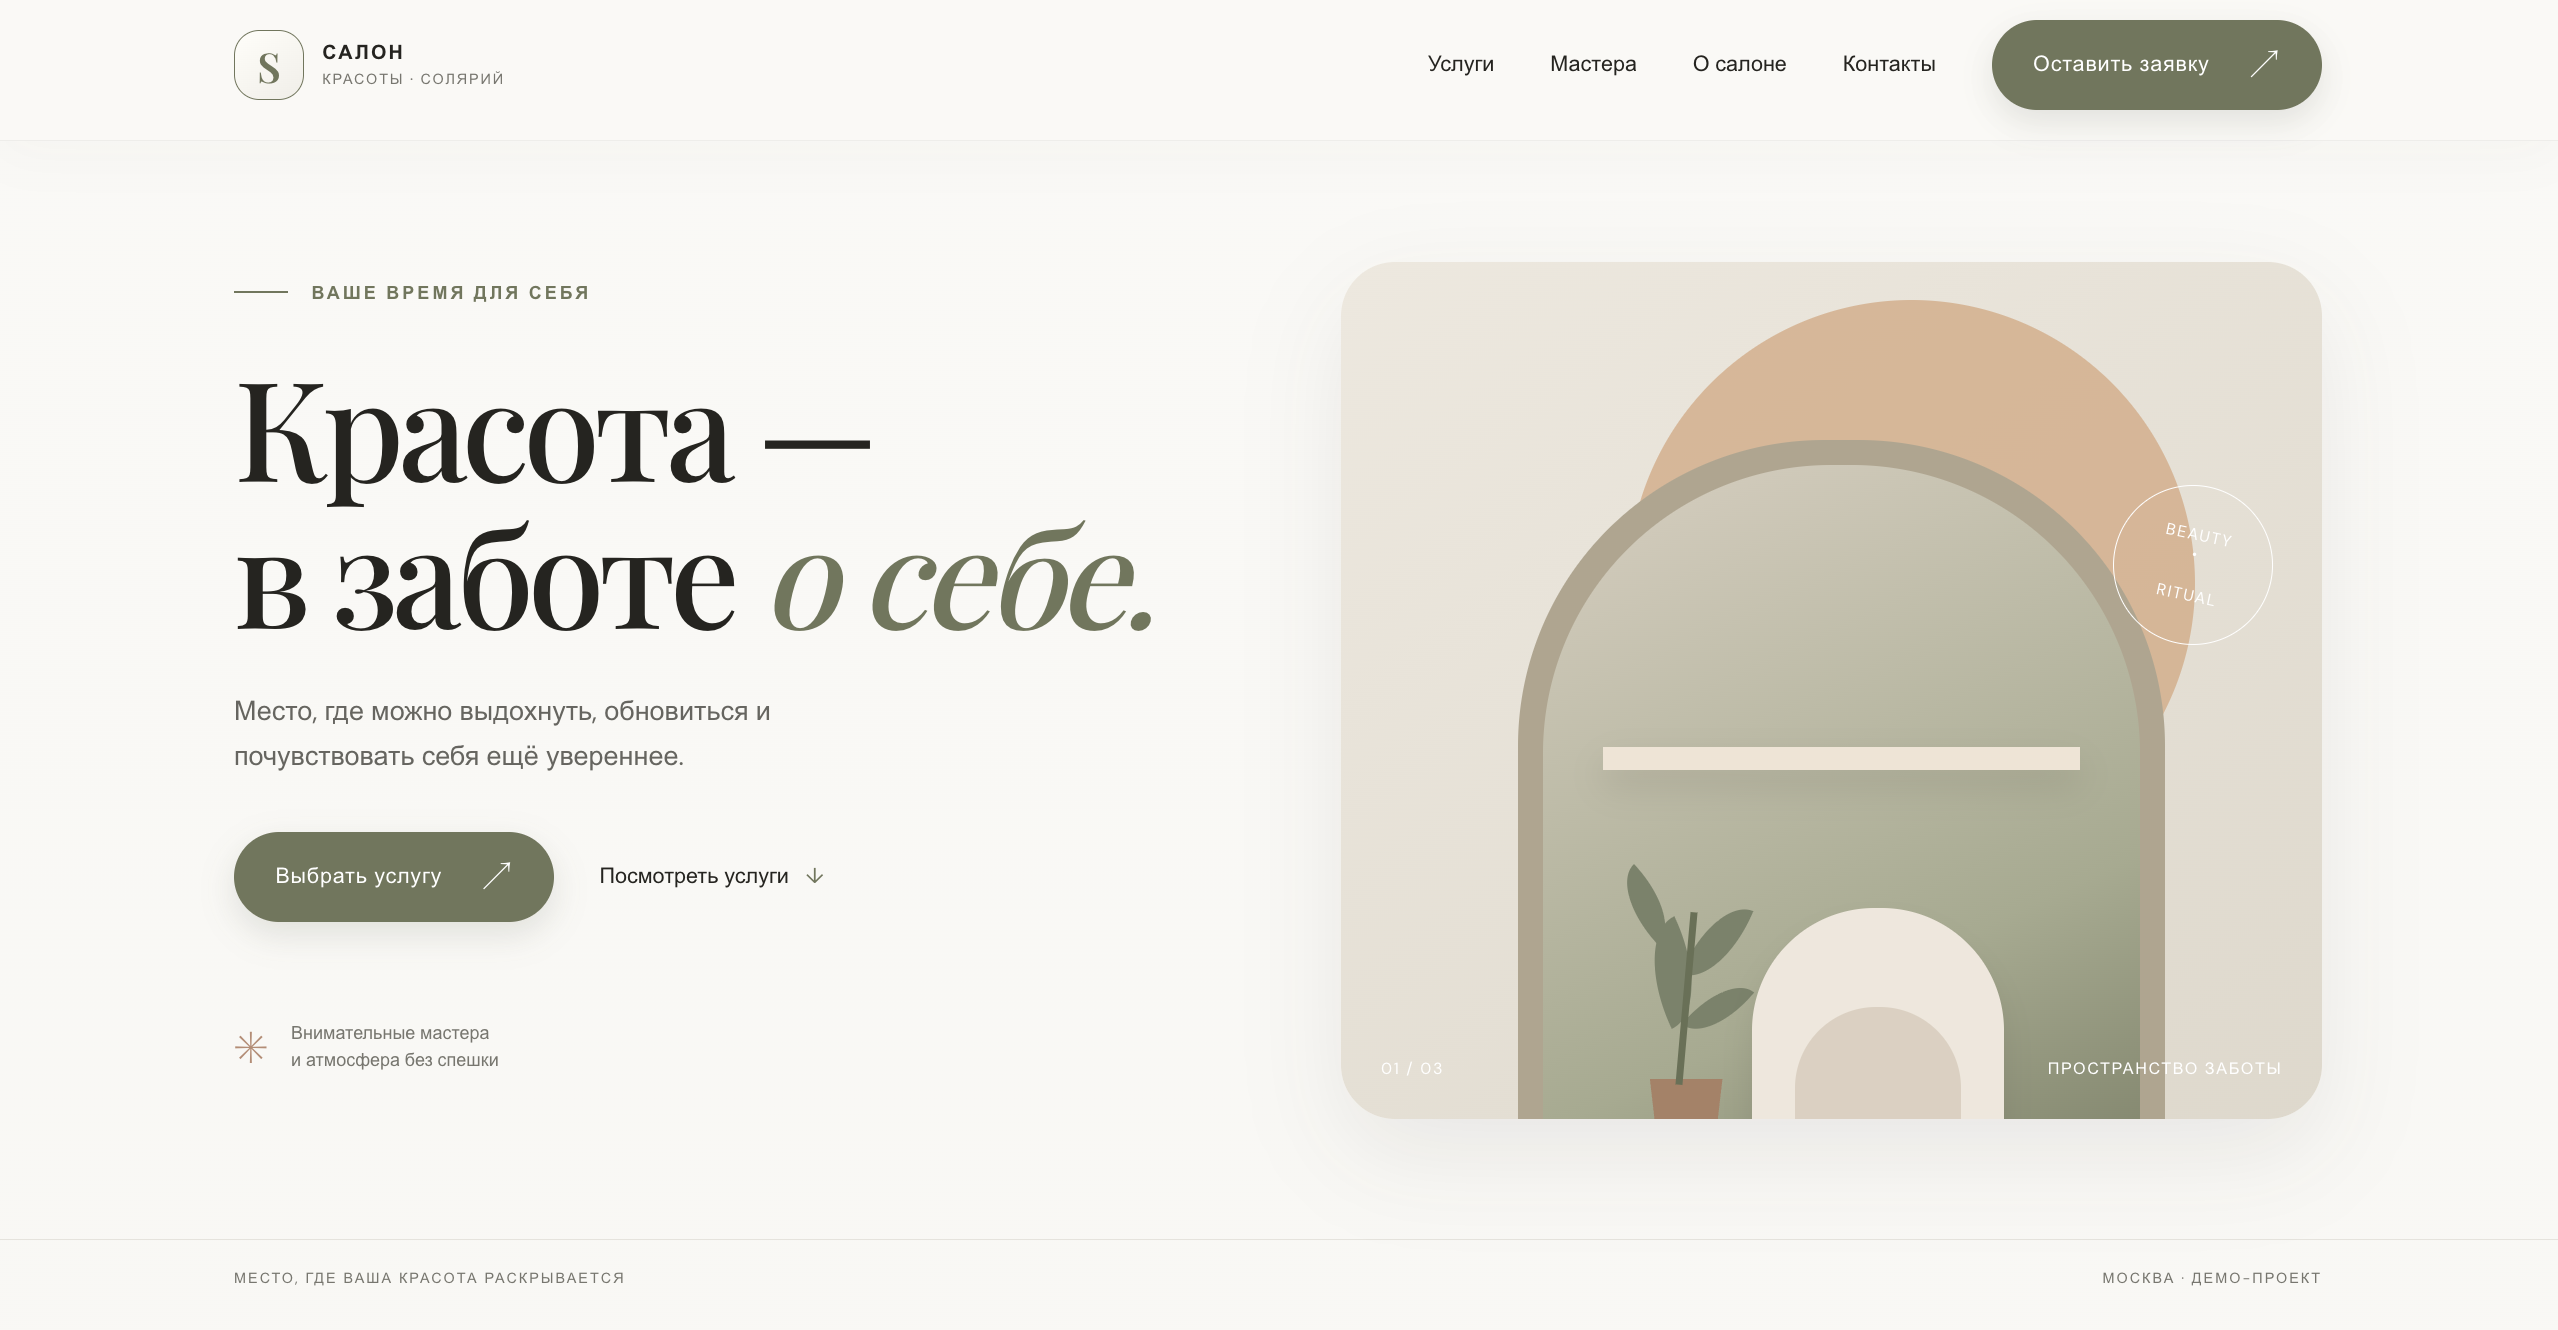 S
САЛОН
КРАСОТЫ · СОЛЯРИЙ
Услуги
Мастера
О салоне
Контакты
Оставить заявку
ВАШЕ ВРЕМЯ ДЛЯ СЕБЯ
Красота —
в заботе о себе.
Место, где можно выдохнуть, обновиться и
почувствовать себя ещё увереннее.
Выбрать услугу
Посмотреть услуги
Внимательные мастера
и атмосфера без спешки
BEAUTY
·
RITUAL
01 / 03
ПРОСТРАНСТВО ЗАБОТЫ
МЕСТО, ГДЕ ВАША КРАСОТА РАСКРЫВАЕТСЯ
МОСКВА · ДЕМО-ПРОЕКТ